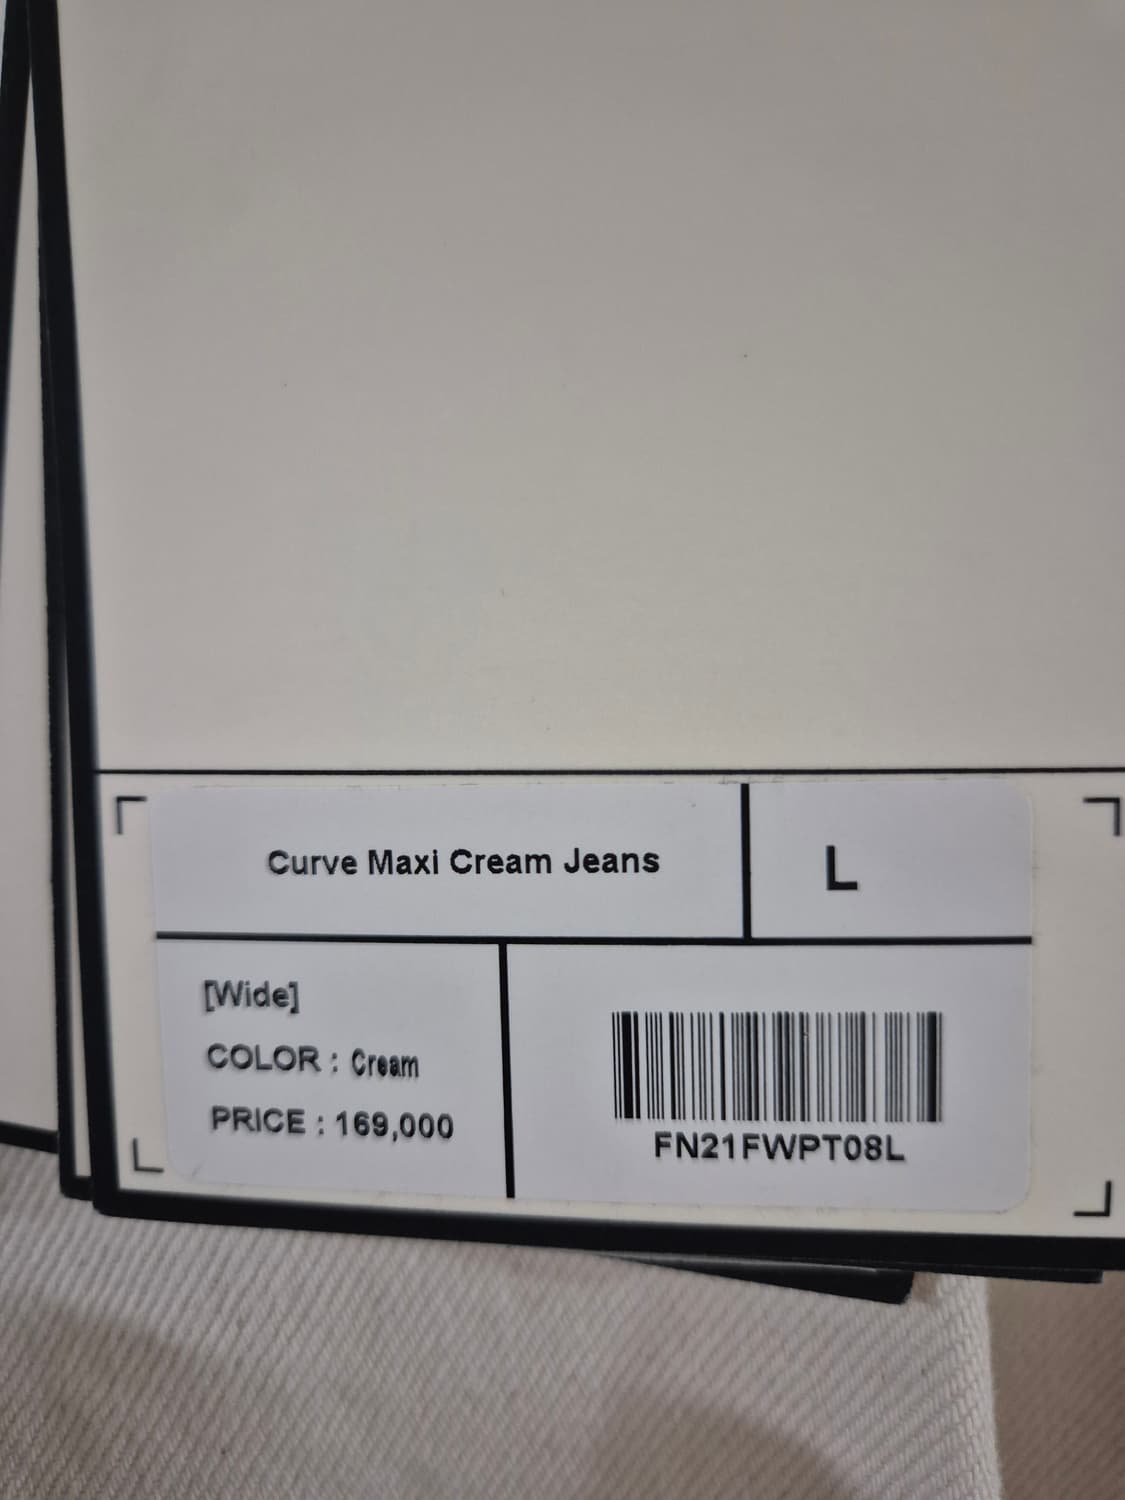 Curve Maxi Cream Jeans
L
[Wide]
COLOR : Cream
PRICE : 169,000
FN21FWPT08L